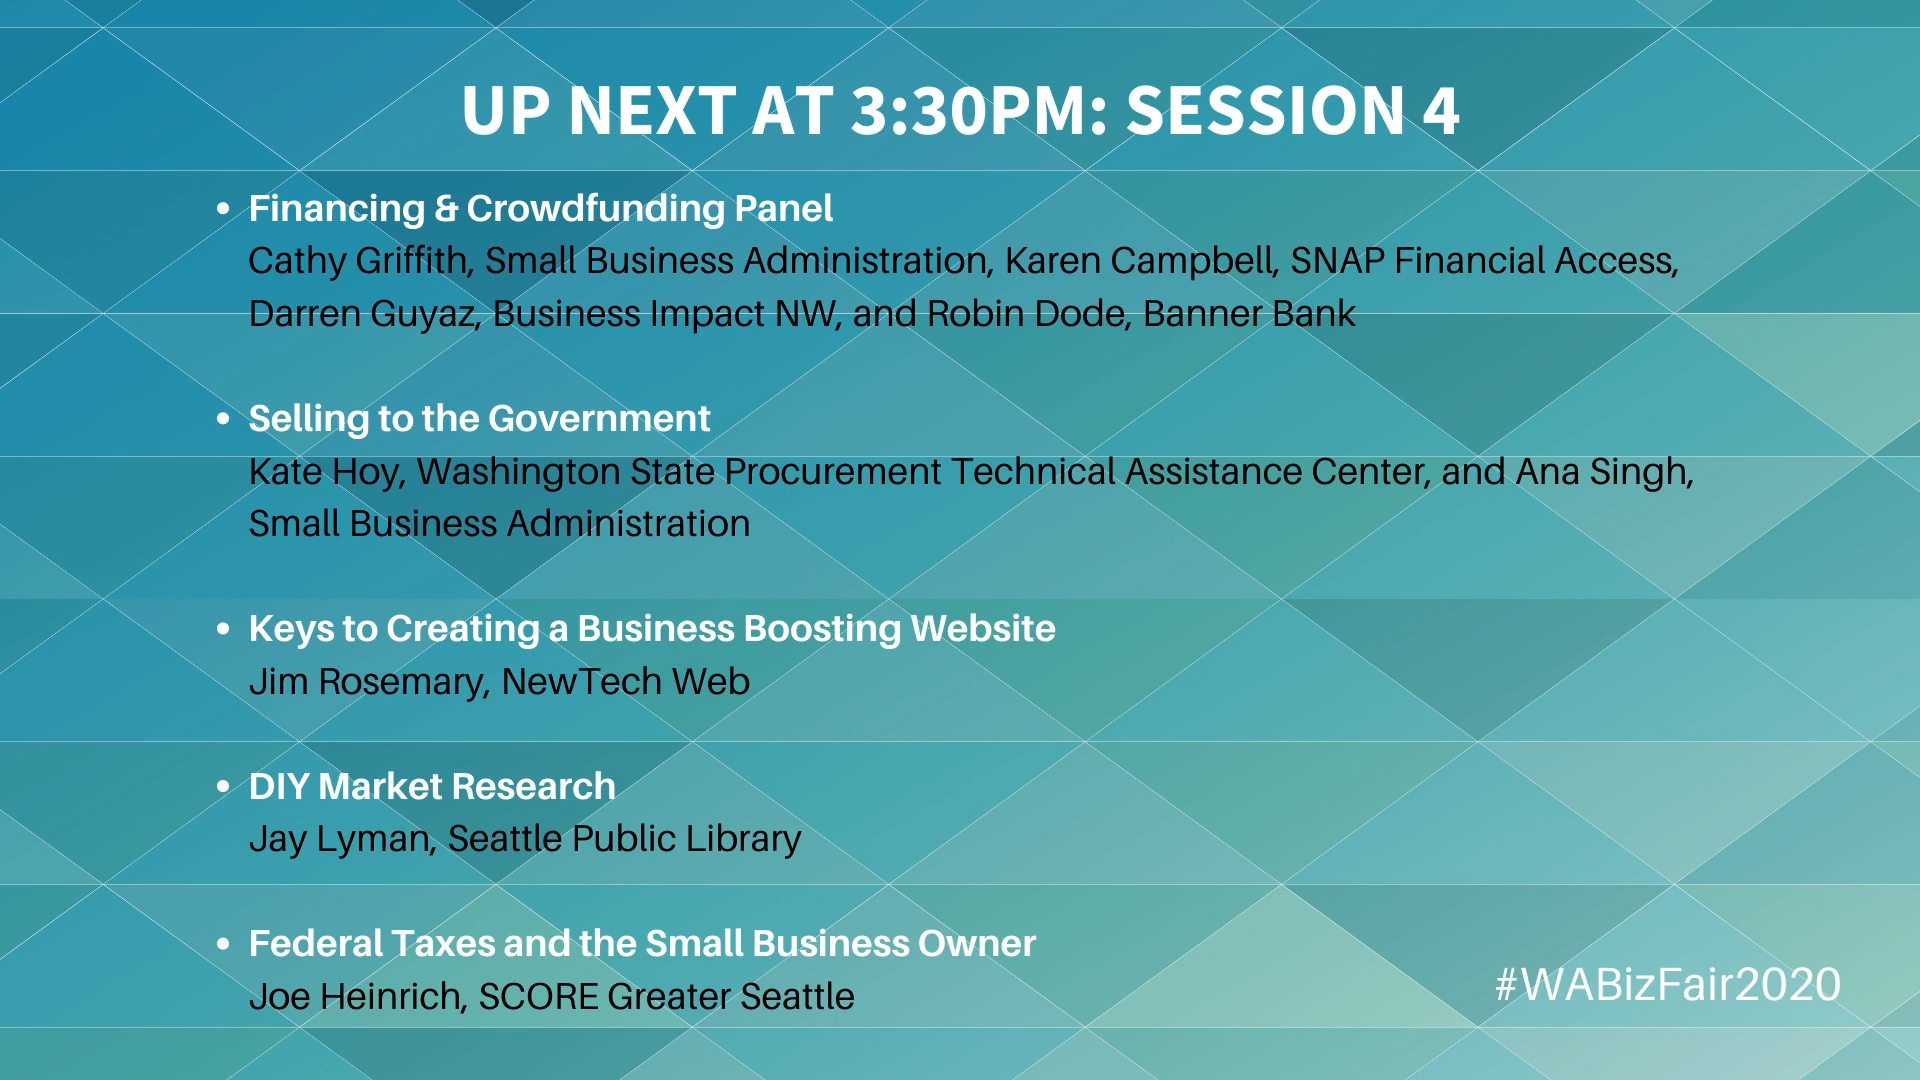 UP NEXT AT 3:30PM: SESSION 4
• Financing & Crowdfunding Panel
Cathy Griffith, Small Business Administration, Karen Campbell, SNAP Financial Access,
Darren Guyaz, Business Impact NW, and Robin Dode, Banner Bank
• Selling to the Government
Kate Hoy, Washington State Procurement Technical Assistance Center, and Ana Singh,
Small Business Administration
• Keys to Creating a Business Boosting Website
Jim Rosemary, NewTech Web
• DIY Market Research
Jay Lyman, Seattle Public Library
• Federal Taxes and the Small Business Owner
Joe Heinrich, SCORE Greater Seattle
#WABizFair2020